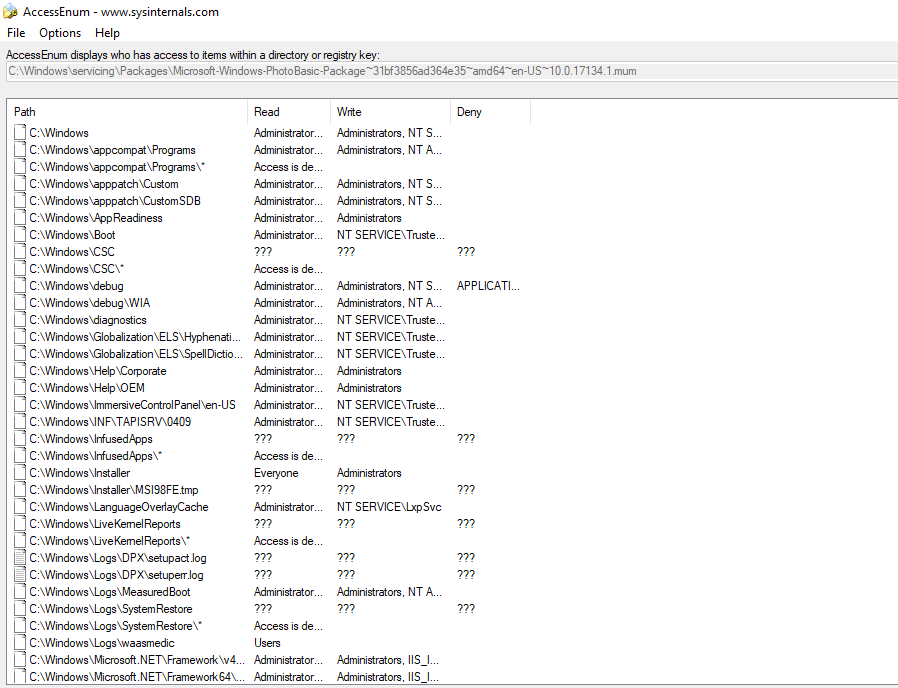 AccessEnum - www.sysinternals.com
File Options Help
AccessEnum displays who has access to items within a directory or registry key:
C:\Windows\servicing\Packages\Microsoft-Windows-PhotoBasic-Package~31bf3856ad364e35~amd64~en-US~10.0.17134.1.mum
Path Read Write Deny
C:\Windows Administrator... Administrators, NT S...
C:\Windows\appcompat\Programs Administrator... Administrators, NT A...
C:\Windows\appcompat\Programs\* Access is de...
C:\Windows\apppatch\Custom Administrator... Administrators, NT S...
C:\Windows\apppatch\CustomSDB Administrator... Administrators, NT S...
C:\Windows\AppReadiness Administrator... Administrators
C:\Windows\Boot Administrator... NT SERVICE\Truste...
C:\Windows\CSC ??? ??? ???
C:\Windows\CSC\* Access is de...
C:\Windows\debug Administrator... Administrators, NT S... APPLICATI...
C:\Windows\debug\WIA Administrator... Administrators, NT A...
C:\Windows\diagnostics Administrator... NT SERVICE\Truste...
C:\Windows\Globalization\ELS\Hyphenati... Administrator... NT SERVICE\Truste...
C:\Windows\Globalization\ELS\SpellDictio... Administrator... NT SERVICE\Truste...
C:\Windows\Help\Corporate Administrator... Administrators
C:\Windows\Help\OEM Administrator... Administrators
C:\Windows\ImmersiveControlPanel\en-US Administrator... NT SERVICE\Truste...
C:\Windows\INF\TAPISRV\0409 Administrator... NT SERVICE\Truste...
C:\Windows\InfusedApps ??? ??? ???
C:\Windows\InfusedApps\* Access is de...
C:\Windows\Installer Everyone Administrators
C:\Windows\Installer\MSI98FE.tmp ??? ??? ???
C:\Windows\LanguageOverlayCache Administrator... NT SERVICE\LxpSvc
C:\Windows\LiveKernelReports ??? ??? ???
C:\Windows\LiveKernelReports\* Access is de...
C:\Windows\Logs\DPX\setupact.log ??? ??? ???
C:\Windows\Logs\DPX\setuperr.log ??? ??? ???
C:\Windows\Logs\MeasuredBoot Administrator... Administrators, NT A...
C:\Windows\Logs\SystemRestore ??? ??? ???
C:\Windows\Logs\SystemRestore\* Access is de...
C:\Windows\Logs\waasmedic Users
C:\Windows\Microsoft.NET\Framework\v4... Administrator... Administrators, IIS_I...
C:\Windows\Microsoft.NET\Framework64\... Administrator... Administrators, IIS_I...